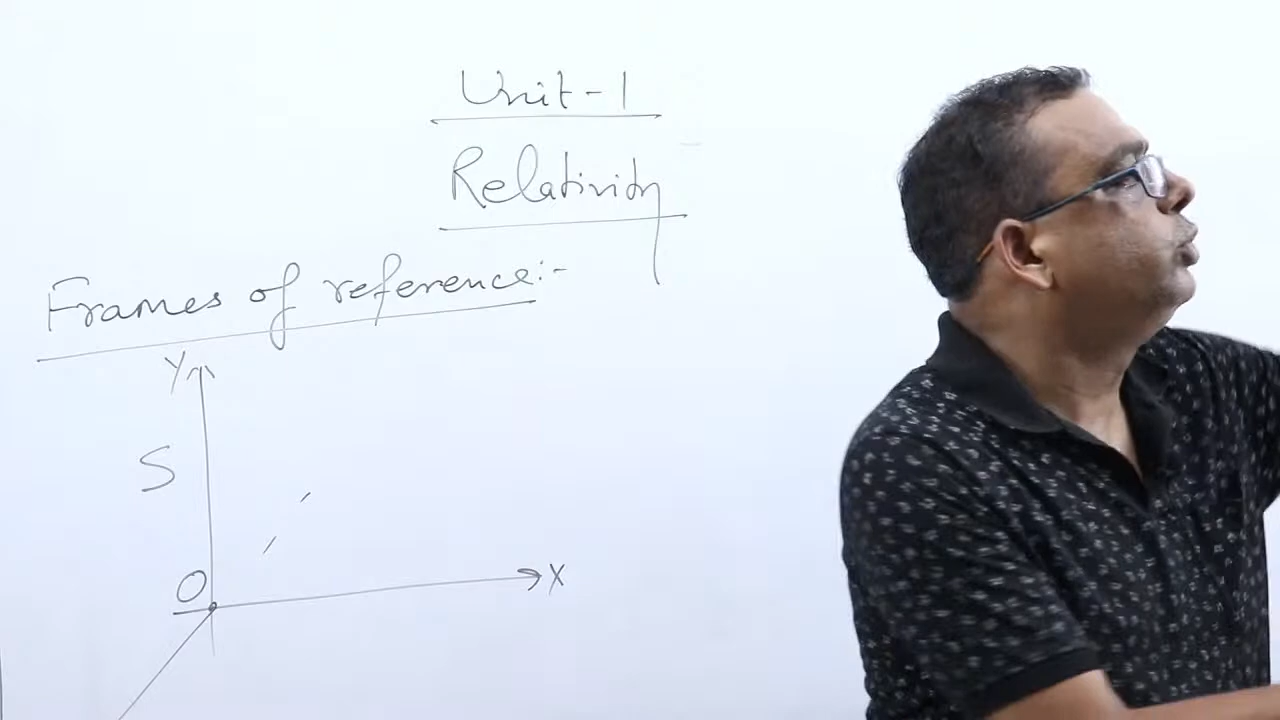 Unit-1
Relativity
Frames of reference:-
Y
S
O
X